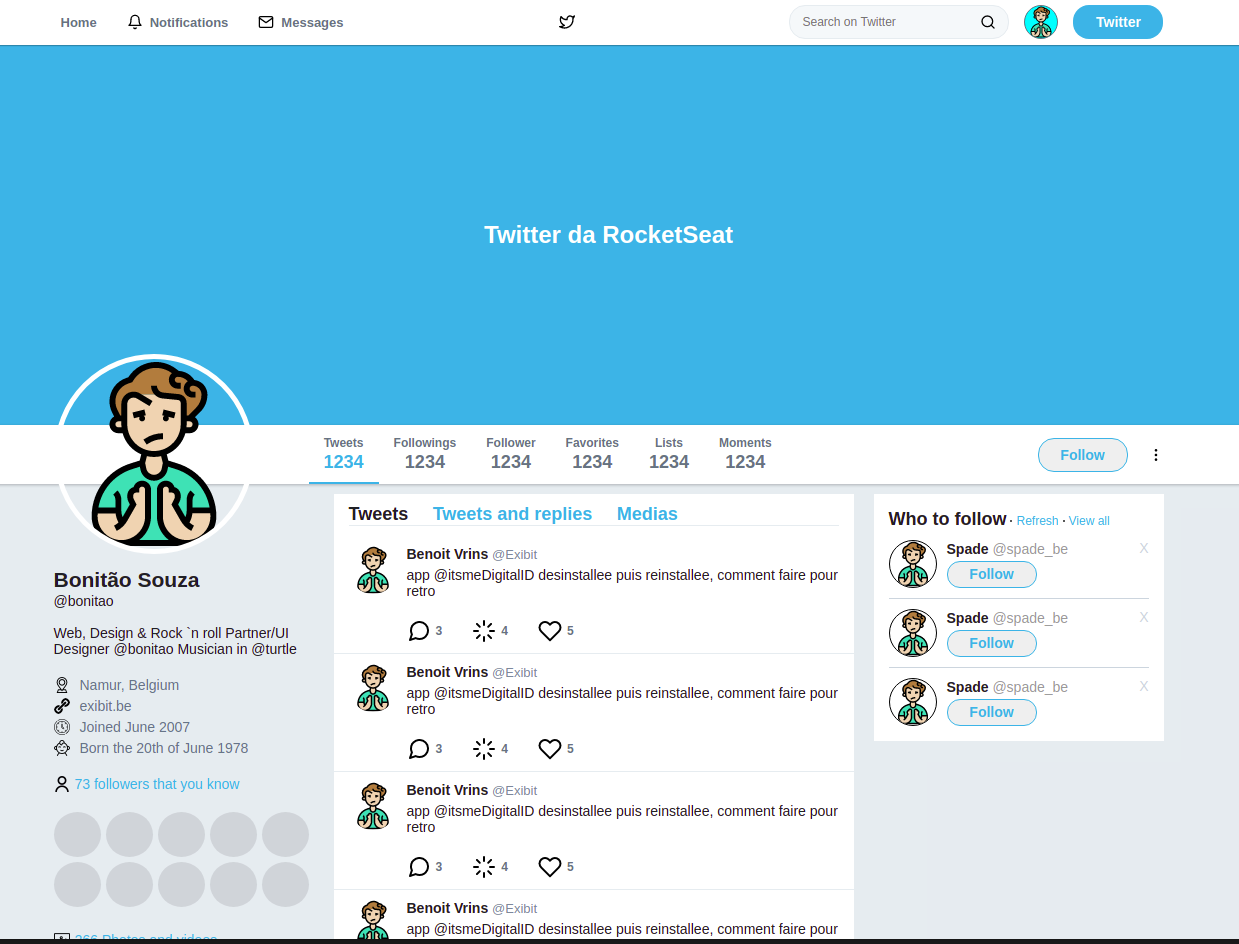 Home Notifications Messages Search on Twitter Twitter
Twitter da RocketSeat
Tweets Followings Follower Favorites Lists Moments
1234 1234 1234 1234 1234 1234
Follow
Bonitão Souza
@bonitao
Web, Design & Rock `n roll Partner/UI
Designer @bonitao Musician in @turtle
Namur, Belgium
exibit.be
Joined June 2007
Born the 20th of June 1978
73 followers that you know
266 Photos and videos
Tweets Tweets and replies Medias
Benoit Vrins @Exibit
app @itsmeDigitalID desinstallee puis reinstallee, comment faire pour
retro
3 4 5
Benoit Vrins @Exibit
app @itsmeDigitalID desinstallee puis reinstallee, comment faire pour
retro
3 4 5
Benoit Vrins @Exibit
app @itsmeDigitalID desinstallee puis reinstallee, comment faire pour
retro
3 4 5
Benoit Vrins @Exibit
app @itsmeDigitalID desinstallee puis reinstallee, comment faire pour
Who to follow · Refresh · View all
Spade @spade_be X
Follow
Spade @spade_be X
Follow
Spade @spade_be X
Follow